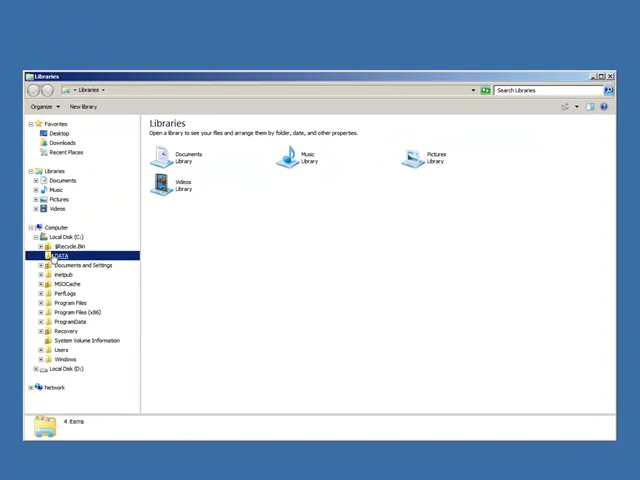 Libraries
Libraries
Search Libraries
Organize
New library
Favorites
Desktop
Downloads
Recent Places
Libraries
Documents
Music
Pictures
Videos
Computer
Local Disk (C:)
$Recycle.Bin
DATA
Documents and Settings
inetpub
MSOCache
PerfLogs
Program Files
Program Files (x86)
ProgramData
Recovery
System Volume Information
Users
Windows
Local Disk (D:)
Network
Libraries
Open a library to see your files and arrange them by folder, date, and other properties.
Documents
Library
Music
Library
Pictures
Library
Videos
Library
4 items